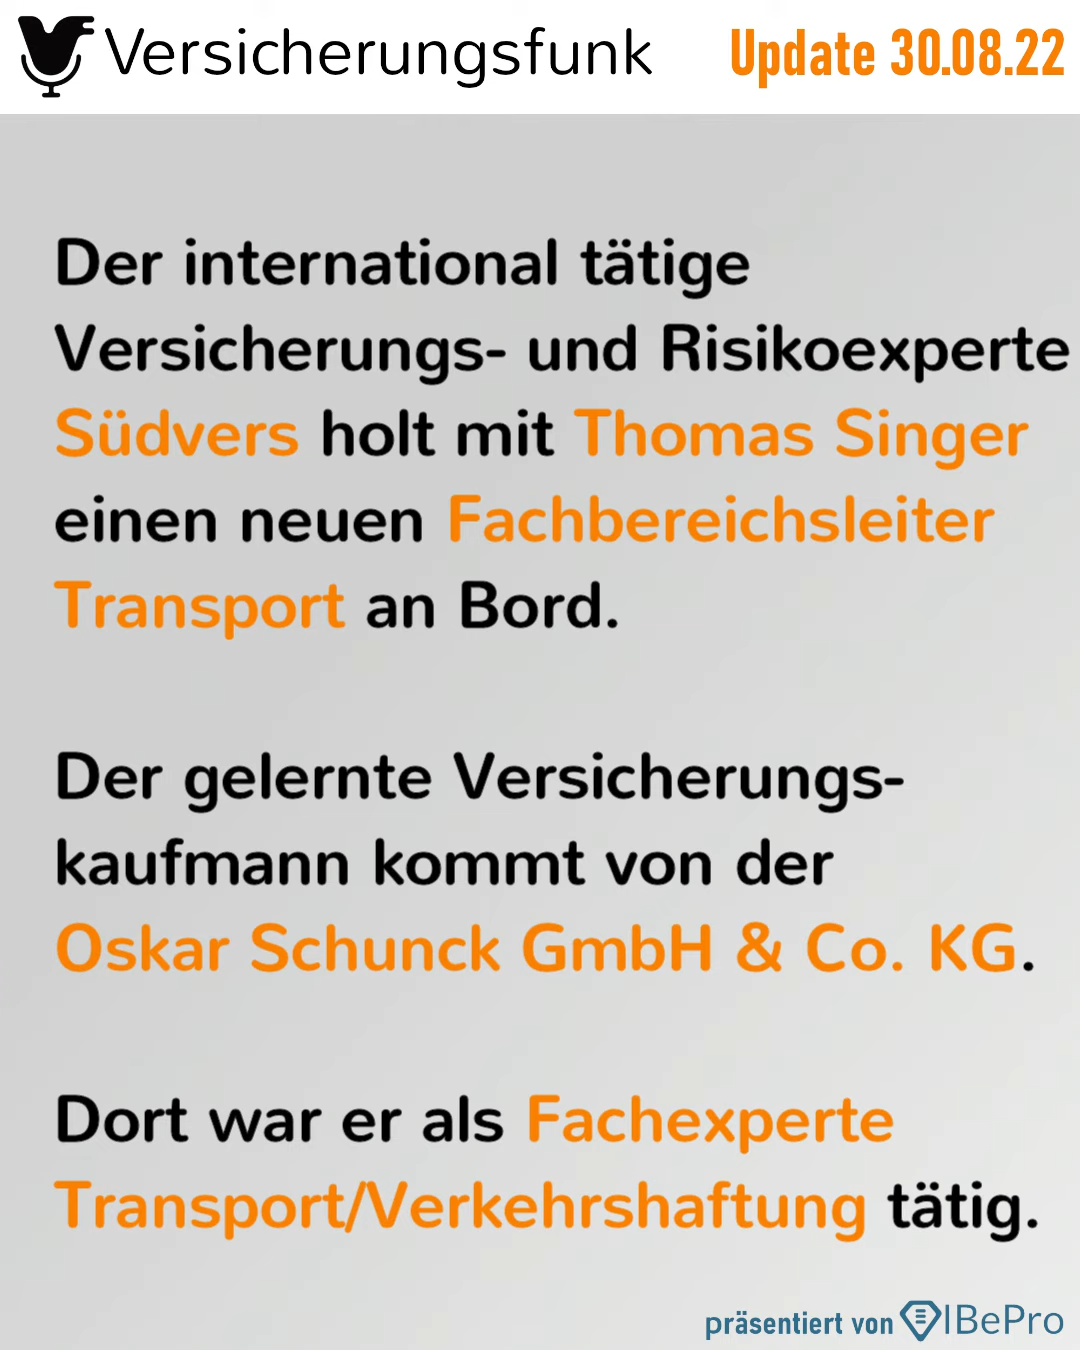 Versicherungsfunk
Update 30.08.22
Der international tätige
Versicherungs- und Risikoexperte
Südvers holt mit Thomas Singer
einen neuen Fachbereichsleiter
Transport an Bord.
Der gelernte Versicherungs-
kaufmann kommt von der
Oskar Schunck GmbH & Co. KG.
Dort war er als Fachexperte
Transport/Verkehrshaftung tätig.
präsentiert von IBePro